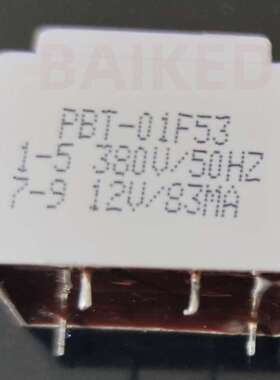 BAIKED
PBT-01F53
1-5 380V/50HZ
7-9 12V/83MA